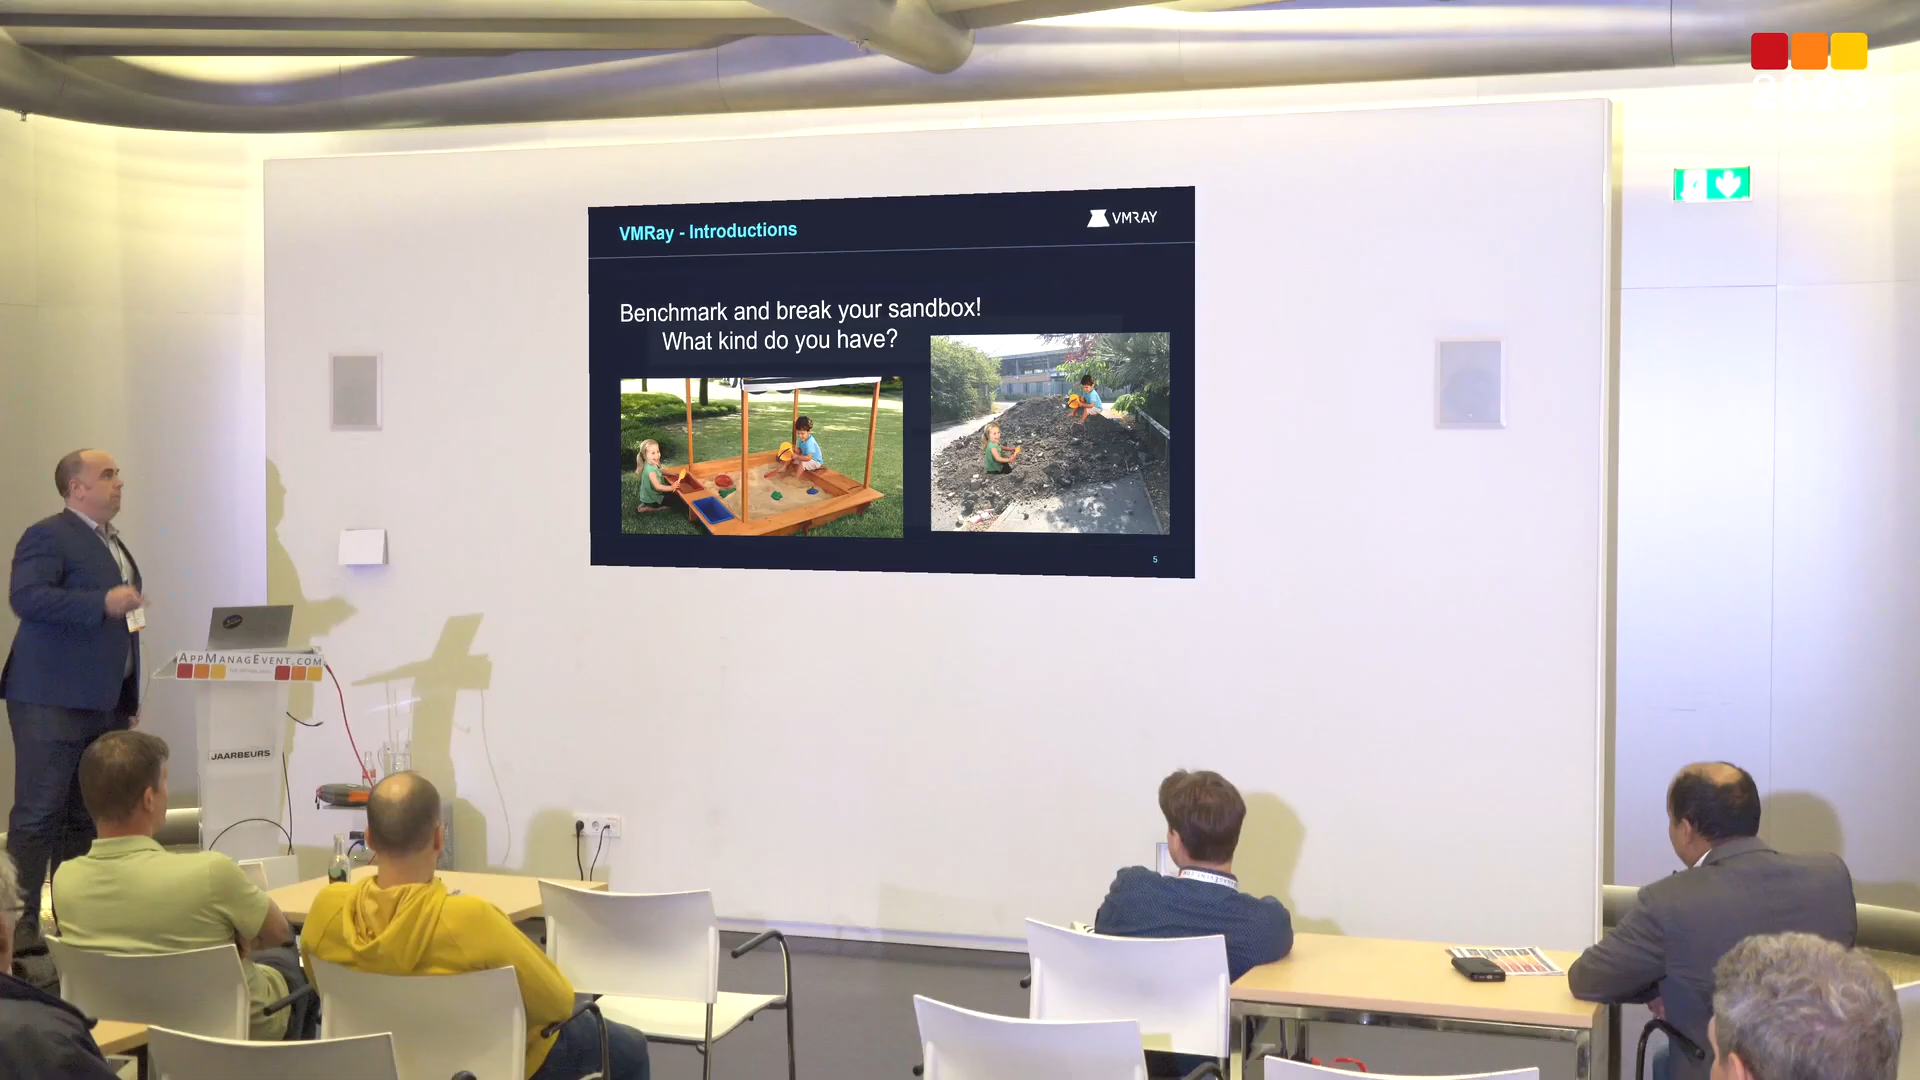 VMRay - Introductions
VMRAY
Benchmark and break your sandbox!
What kind do you have?
5
APPMANAGEVENT.COM
JAARBEURS